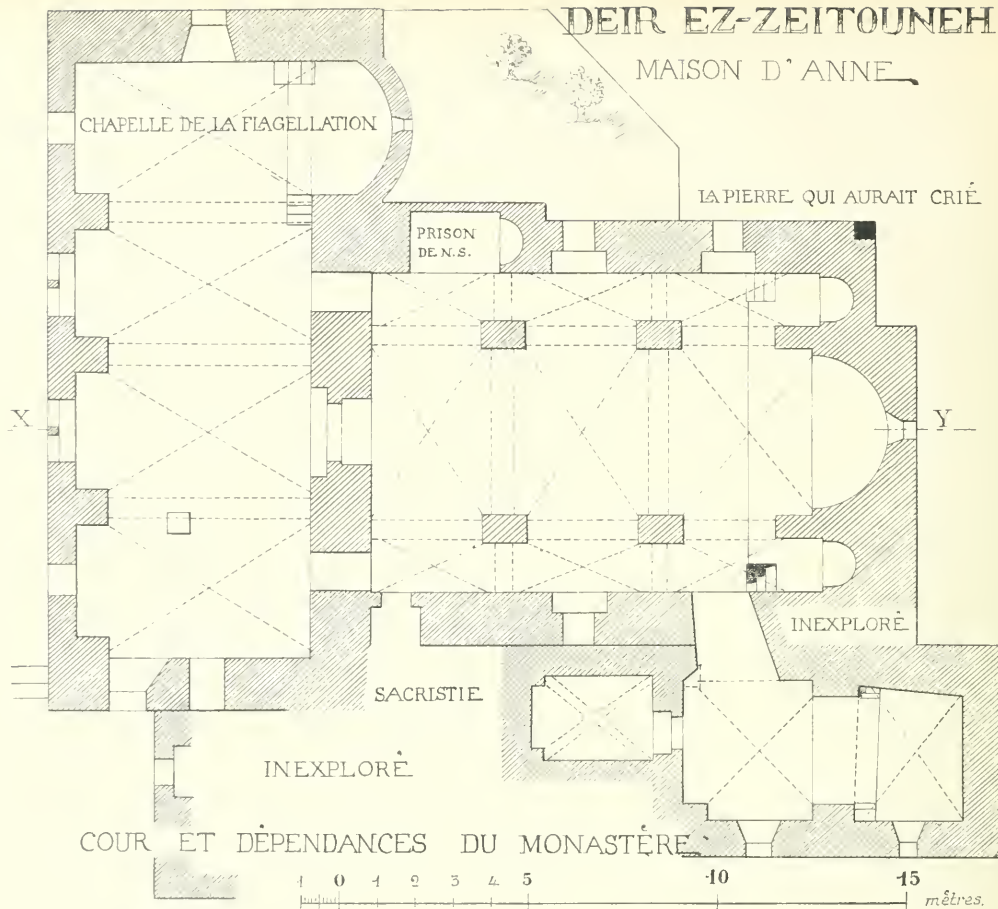 DEIR EZ-ZEITOUNEH
MAISON D'ANNE
CHAPELLE DE LA FLAGELLATION
LA PIERRE QUI AURAIT CRIÉ
PRISON
DE N.S.
X
Y
INEXPLORÉ
SACRISTIE
INEXPLORÉ
COUR ET DÉPENDANCES DU MONASTÈRE
1 0 1 2 3 4 5 10 15
mètres.